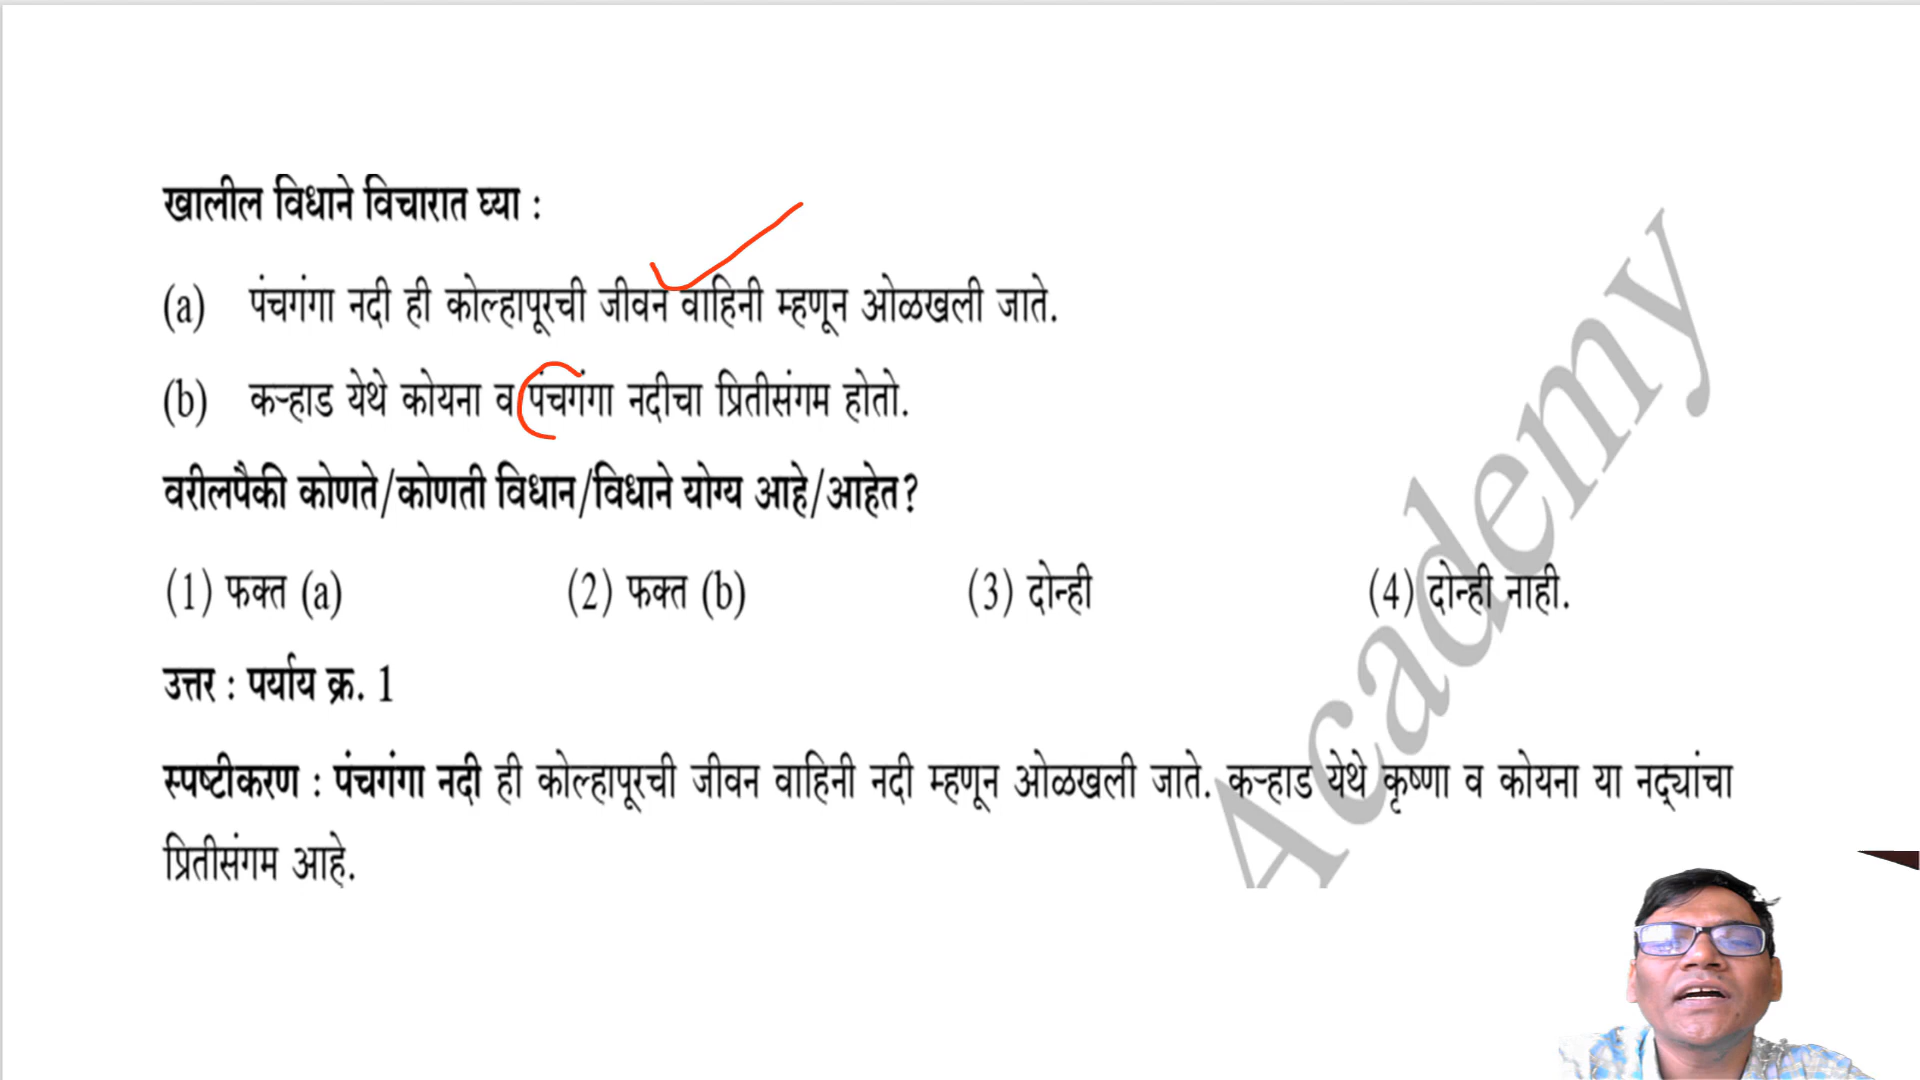 खालील विधाने विचारात घ्या :
(a) पंचगंगा नदी ही कोल्हापूरची जीवन वाहिनी म्हणून ओळखली जाते.
(b) कऱ्हाड येथे कोयना व पंचगंगा नदीचा प्रितीसंगम होतो.
वरीलपैकी कोणते/कोणती विधान/विधाने योग्य आहे/आहेत?
(1) फक्त (a) (2) फक्त (b) (3) दोन्ही (4) दोन्ही नाही.
उत्तर : पर्याय क्र. 1
स्पष्टीकरण : पंचगंगा नदी ही कोल्हापूरची जीवन वाहिनी नदी म्हणून ओळखली जाते. कऱ्हाड येथे कृष्णा व कोयना या नद्यांचा
प्रितीसंगम आहे.
Academy